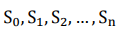 S₀, S₁, S₂, ..., Sₙ